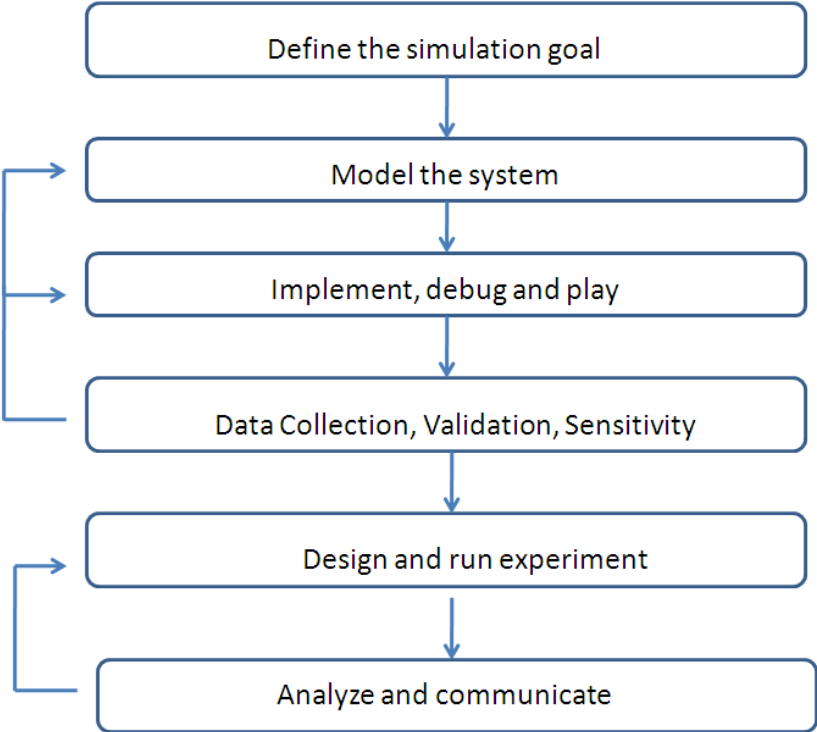 Define the simulation goal
Model the system
Implement, debug and play
Data Collection, Validation, Sensitivity
Design and run experiment
Analyze and communicate